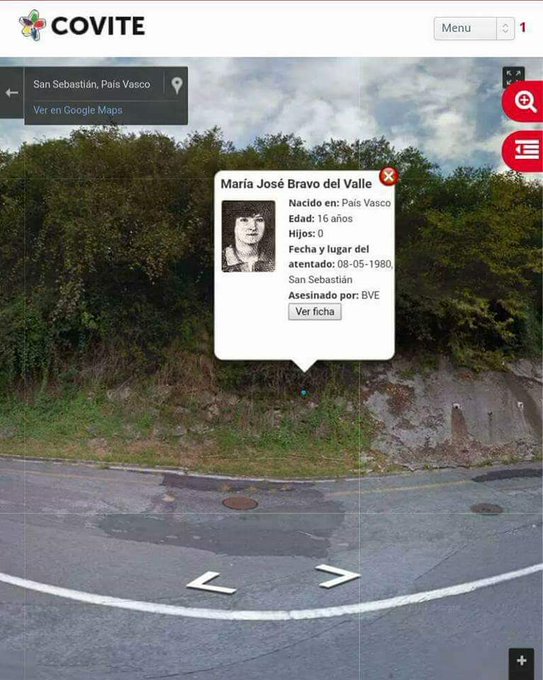 COVITE
Menu
1
San Sebastián, País Vasco
Ver en Google Maps
María José Bravo del Valle
Nacido en: País Vasco
Edad: 16 años
Hijos: 0
Fecha y lugar del
atentado: 08-05-1980,
San Sebastián
Asesinado por: BVE
Ver ficha